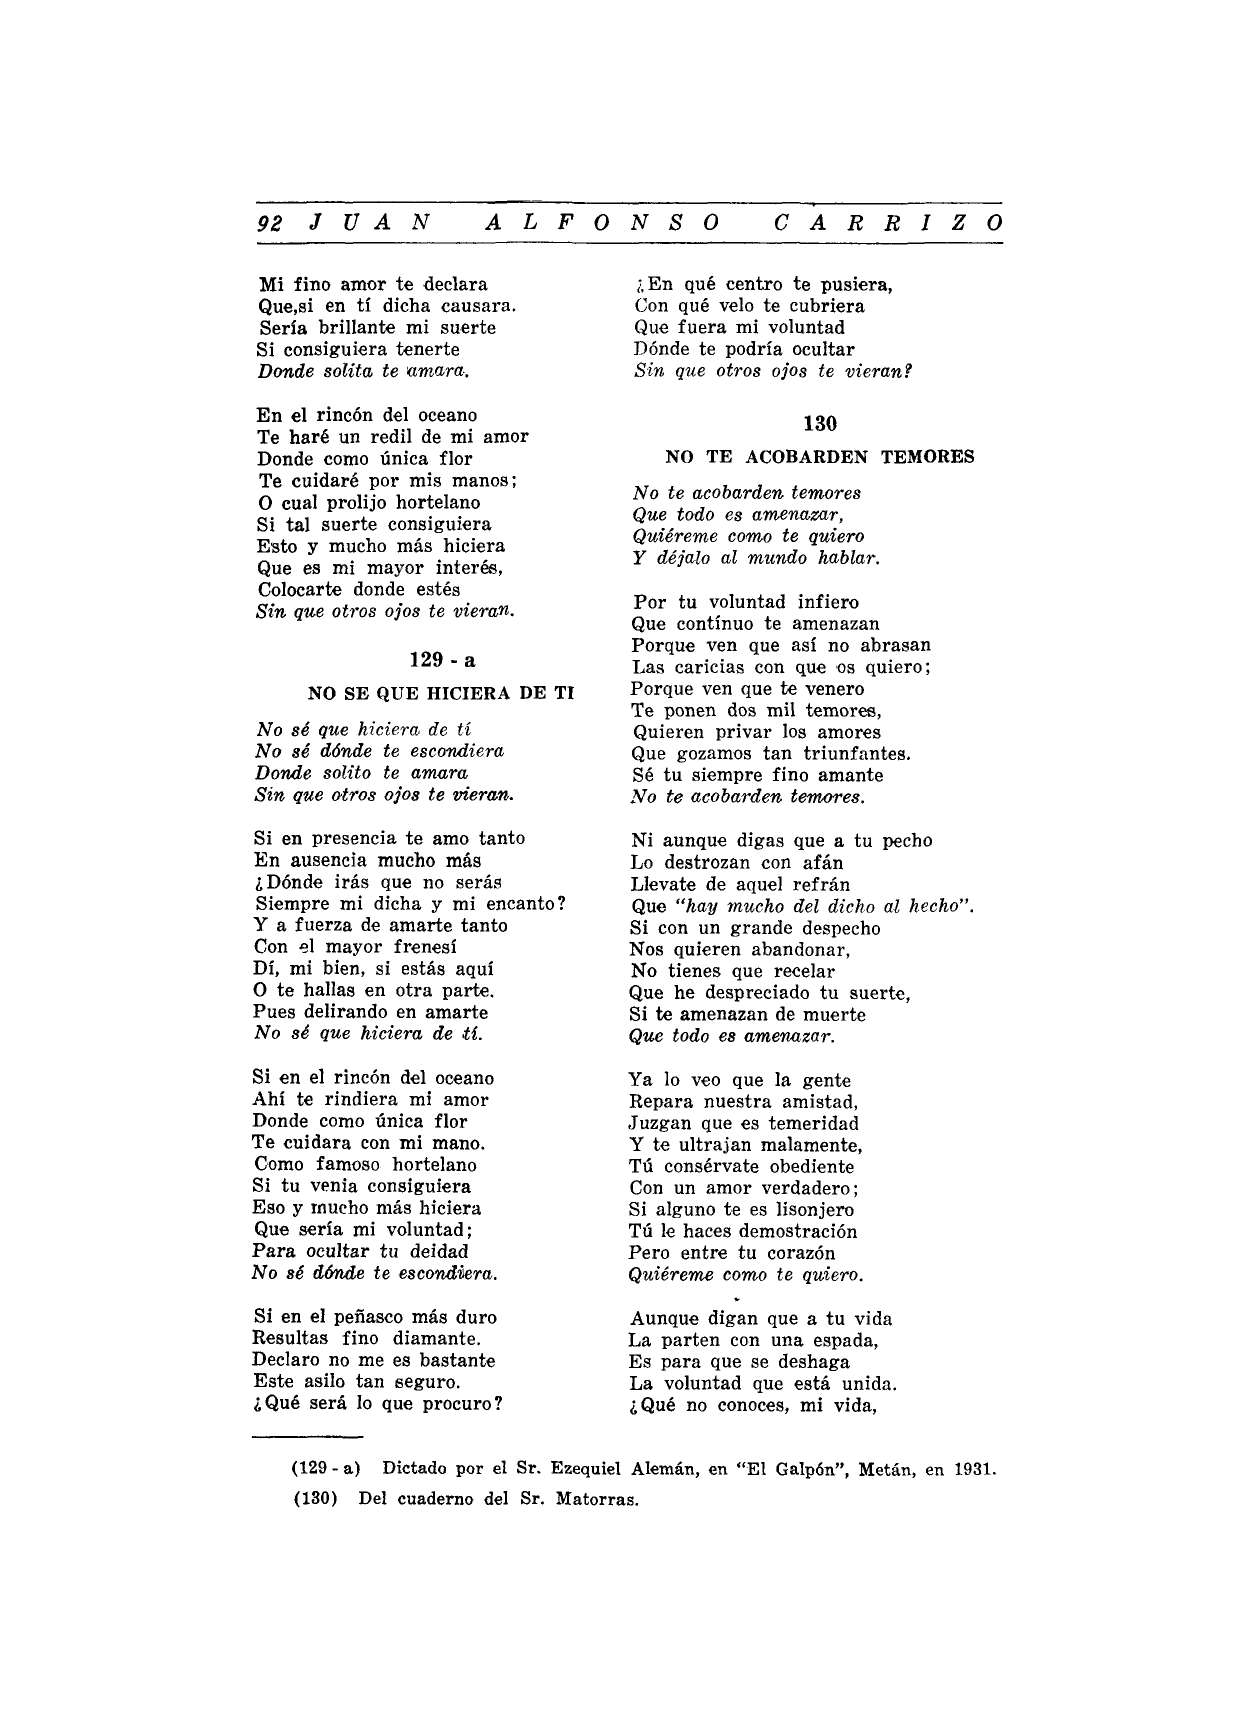 92 JUAN ALFONSO CARRIZO
Mi fino amor te declara
Que,si en tí dicha causara.
Sería brillante mi suerte
Si consiguiera tenerte
Donde solita te amara.
En el rincón del oceano
Te haré un redil de mi amor
Donde como única flor
Te cuidaré por mis manos;
O cual prolijo hortelano
Si tal suerte consiguiera
Esto y mucho más hiciera
Que es mi mayor interés,
Colocarte donde estés
Sin que otros ojos te vieran.
129 - a
NO SE QUE HICIERA DE TI
No sé que hiciera de tí
No sé dónde te escondiera
Donde solito te amara
Sin que otros ojos te vieran.
Si en presencia te amo tanto
En ausencia mucho más
¿Dónde irás que no serás
Siempre mi dicha y mi encanto?
Y a fuerza de amarte tanto
Con el mayor frenesí
Dí, mi bien, si estás aquí
O te hallas en otra parte.
Pues delirando en amarte
No sé que hiciera de tí.
Si en el rincón del oceano
Ahí te rindiera mi amor
Donde como única flor
Te cuidara con mi mano.
Como famoso hortelano
Si tu venia consiguiera
Eso y mucho más hiciera
Que sería mi voluntad;
Para ocultar tu deidad
No sé dónde te escondiera.
Si en el peñasco más duro
Resultas fino diamante.
Declaro no me es bastante
Este asilo tan seguro.
¿Qué será lo que procuro?
¿En qué centro te pusiera,
Con qué velo te cubriera
Que fuera mi voluntad
Dónde te podría ocultar
Sin que otros ojos te vieran?
130
NO TE ACOBARDEN TEMORES
No te acobarden temores
Que todo es amenazar,
Quiéreme como te quiero
Y déjalo al mundo hablar.
Por tu voluntad infiero
Que contínuo te amenazan
Porque ven que así no abrasan
Las caricias con que os quiero;
Porque ven que te venero
Te ponen dos mil temores,
Quieren privar los amores
Que gozamos tan triunfantes.
Sé tu siempre fino amante
No te acobarden temores.
Ni aunque digas que a tu pecho
Lo destrozan con afán
Llevate de aquel refrán
Que "hay mucho del dicho al hecho".
Si con un grande despecho
Nos quieren abandonar,
No tienes que recelar
Que he despreciado tu suerte,
Si te amenazan de muerte
Que todo es amenazar.
Ya lo veo que la gente
Repara nuestra amistad,
Juzgan que es temeridad
Y te ultrajan malamente,
Tú consérvate obediente
Con un amor verdadero;
Si alguno te es lisonjero
Tú le haces demostración
Pero entre tu corazón
Quiéreme como te quiero.
Aunque digan que a tu vida
La parten con una espada,
Es para que se deshaga
La voluntad que está unida.
¿Qué no conoces, mi vida,
(129 - a) Dictado por el Sr. Ezequiel Alemán, en "El Galpón", Metán, en 1931.
(130) Del cuaderno del Sr. Matorras.